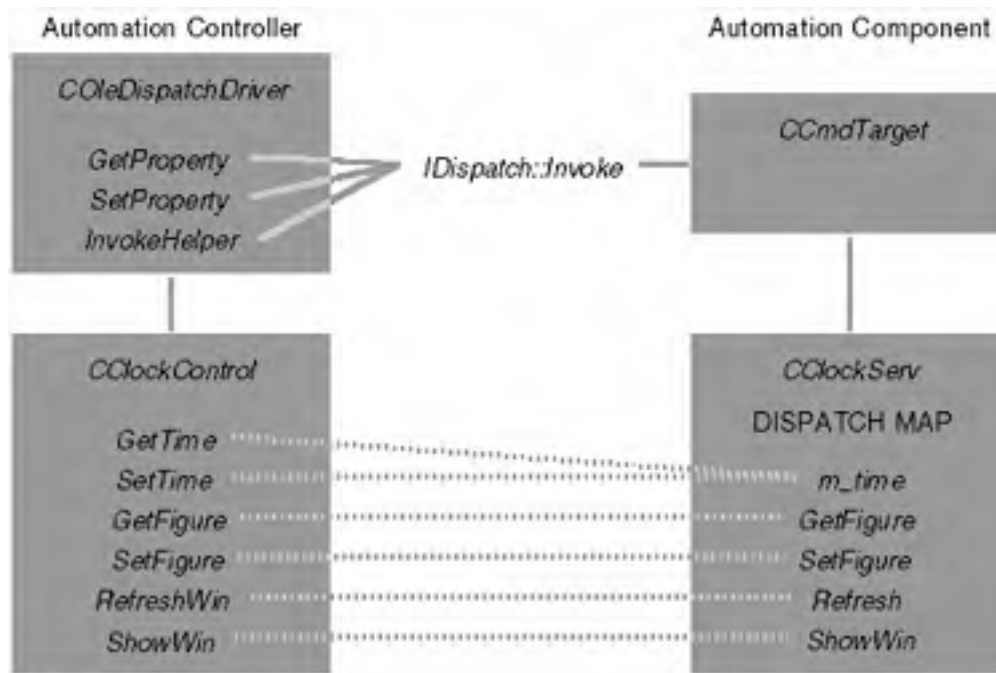 Automation Controller
Automation Component
COleDispatchDriver
GetProperty
SetProperty
InvokeHelper
IDispatch::Invoke
CCmdTarget
CClockControl
GetTime
SetTime
GetFigure
SetFigure
RefreshWin
ShowWin
CClockServ
DISPATCH MAP
m_time
GetFigure
SetFigure
Refresh
ShowWin